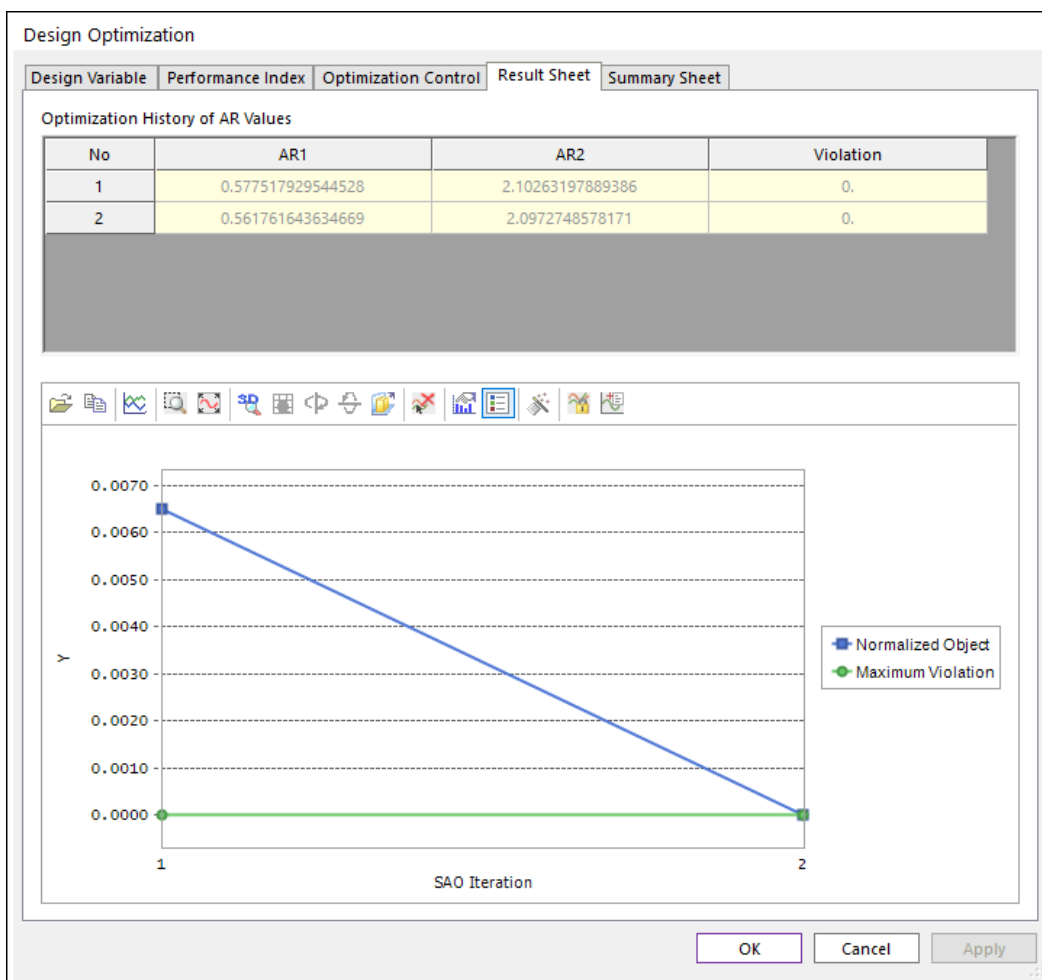 Design Optimization
Design Variable Performance Index Optimization Control Result Sheet Summary Sheet
Optimization History of AR Values
No AR1 AR2 Violation
1 0.577517929544528 2.10263197889386 0.
2 0.561761643634669 2.0972748578171 0.
3D
0.0070
0.0060
0.0050
0.0040
0.0030
0.0020
0.0010
0.0000
Y
1 2
SAO Iteration
Normalized Object
Maximum Violation
OK Cancel Apply